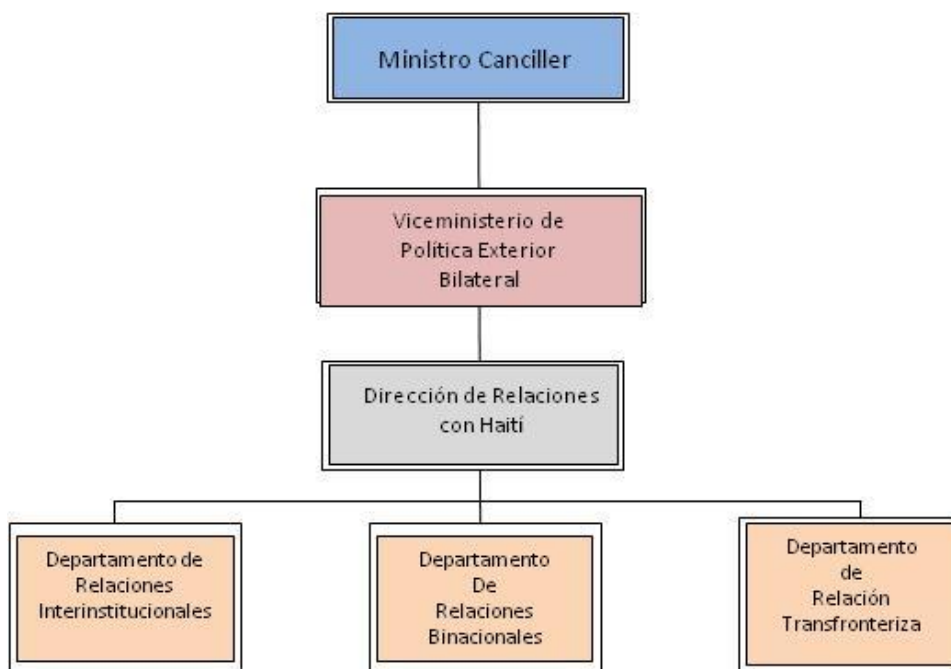 Ministro Canciller
Viceministerio de
Política Exterior
Bilateral
Dirección de Relaciones
con Haití
Departamento de
Relaciones
Interinstitucionales
Departamento
De
Relaciones
Binacionales
Departamento
de
Relación
Transfronteriza